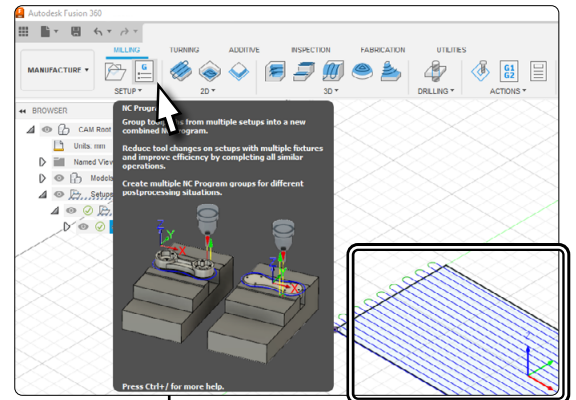 Autodesk Fusion 360
MILLING TURNING ADDITIVE INSPECTION FABRICATION UTILITIES
MANUFACTURE
G
G1
G2
SETUP 2D 3D DRILLING ACTIONS
BROWSER
CAM Root
Units: mm
Named View
Models
Setups
NC Program
Group from multiple setups into a new
combined Program.
Reduce tool changes on setups with multiple fixtures
and improve efficiency by completing all similar
operations.
Create multiple NC Program groups for different
postprocessing situations.
Z
Y
X
X
Press Ctrl+/ for more help.